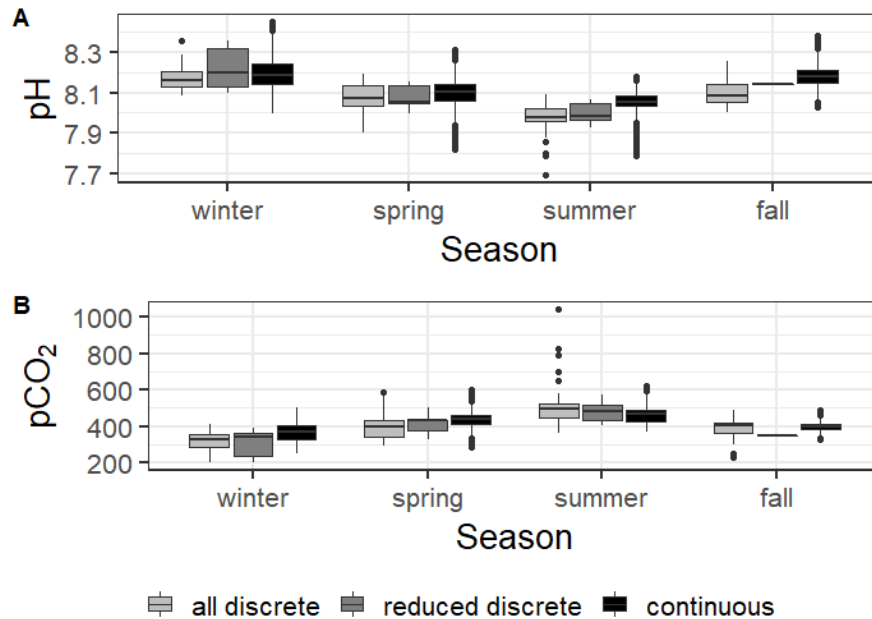 A
pH
8.3
8.1
7.9
7.7
winter spring summer fall
Season
B
pCO₂
1000
800
600
400
200
winter spring summer fall
Season
all discrete reduced discrete continuous